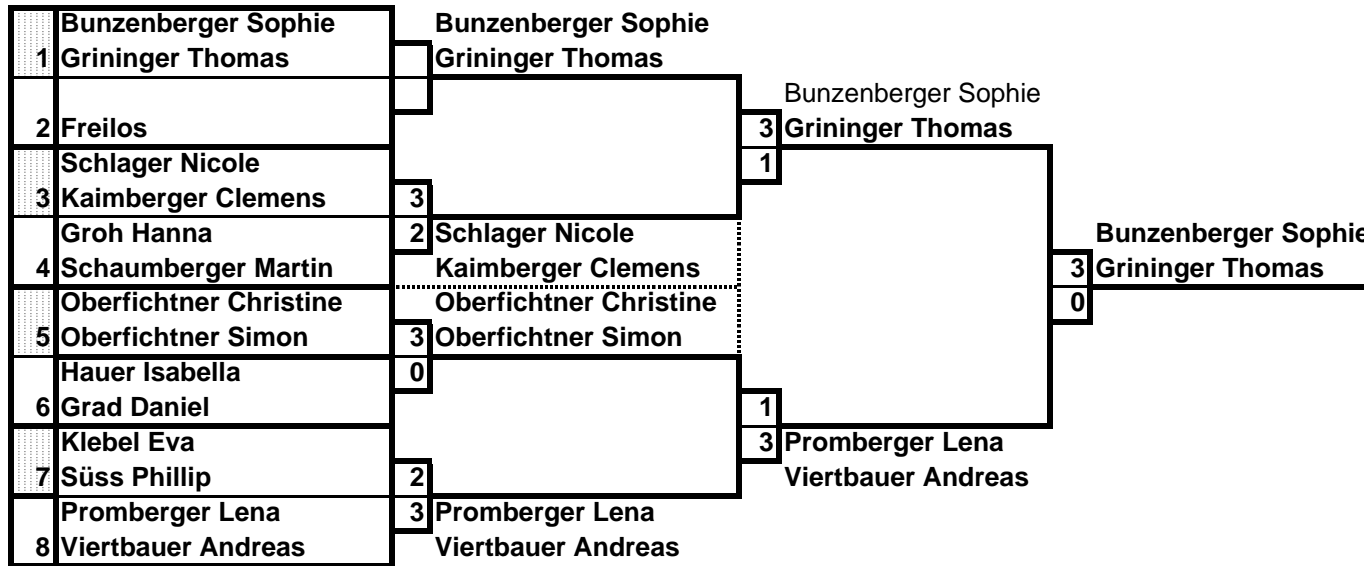 Bunzenberger Sophie
1 Grininger Thomas
2 Freilos
Schlager Nicole
3 Kaimberger Clemens
Groh Hanna
4 Schaumberger Martin
Oberfichtner Christine
5 Oberfichtner Simon
Hauer Isabella
6 Grad Daniel
Klebel Eva
7 Süss Phillip
Promberger Lena
8 Viertbauer Andreas
Bunzenberger Sophie
Grininger Thomas
3
2 Schlager Nicole
Kaimberger Clemens
Oberfichtner Christine
3 Oberfichtner Simon
0
2
3 Promberger Lena
Viertbauer Andreas
Bunzenberger Sophie
3 Grininger Thomas
1
1
3 Promberger Lena
Viertbauer Andreas
Bunzenberger Sophie
3 Grininger Thomas
0